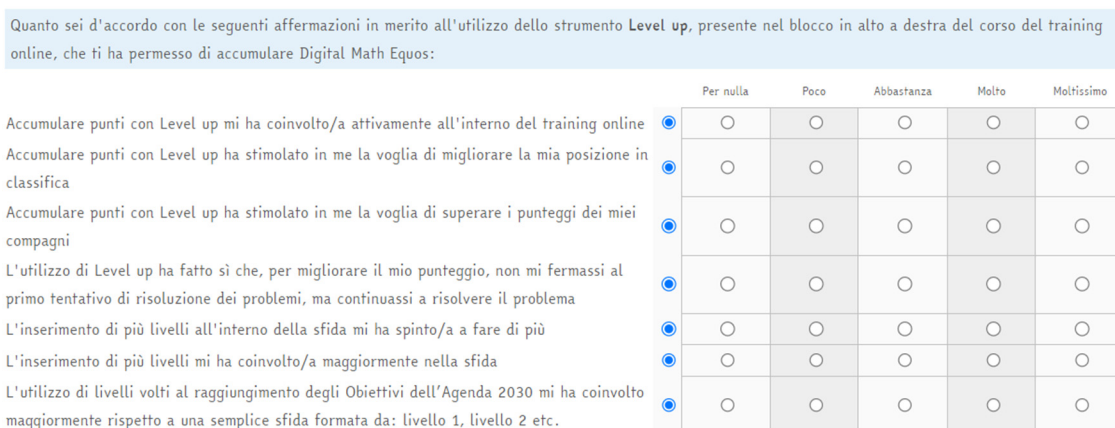 Quanto sei d'accordo con le seguenti affermazioni in merito all'utilizzo dello strumento Level up, presente nel blocco in alto a destra del corso del training
online, che ti ha permesso di accumulare Digital Math Equos:
Per nulla Poco Abbastanza Molto Moltissimo
Accumulare punti con Level up mi ha coinvolto/a attivamente all'interno del training online
Accumulare punti con Level up ha stimolato in me la voglia di migliorare la mia posizione in
classifica
Accumulare punti con Level up ha stimolato in me la voglia di superare i punteggi dei miei
compagni
L'utilizzo di Level up ha fatto sì che, per migliorare il mio punteggio, non mi fermassi al
primo tentativo di risoluzione dei problemi, ma continuassi a risolvere il problema
L'inserimento di più livelli all'interno della sfida mi ha spinto/a a fare di più
L'inserimento di più livelli mi ha coinvolto/a maggiormente nella sfida
L'utilizzo di livelli volti al raggiungimento degli Obiettivi dell’Agenda 2030 mi ha coinvolto
maggiormente rispetto a una semplice sfida formata da: livello 1, livello 2 etc.